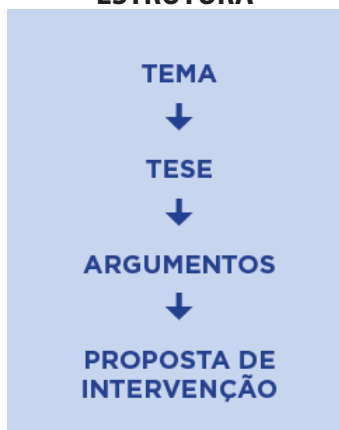 ESTRUTURA
TEMA
TESE
ARGUMENTOS
PROPOSTA DE
INTERVENÇÃO